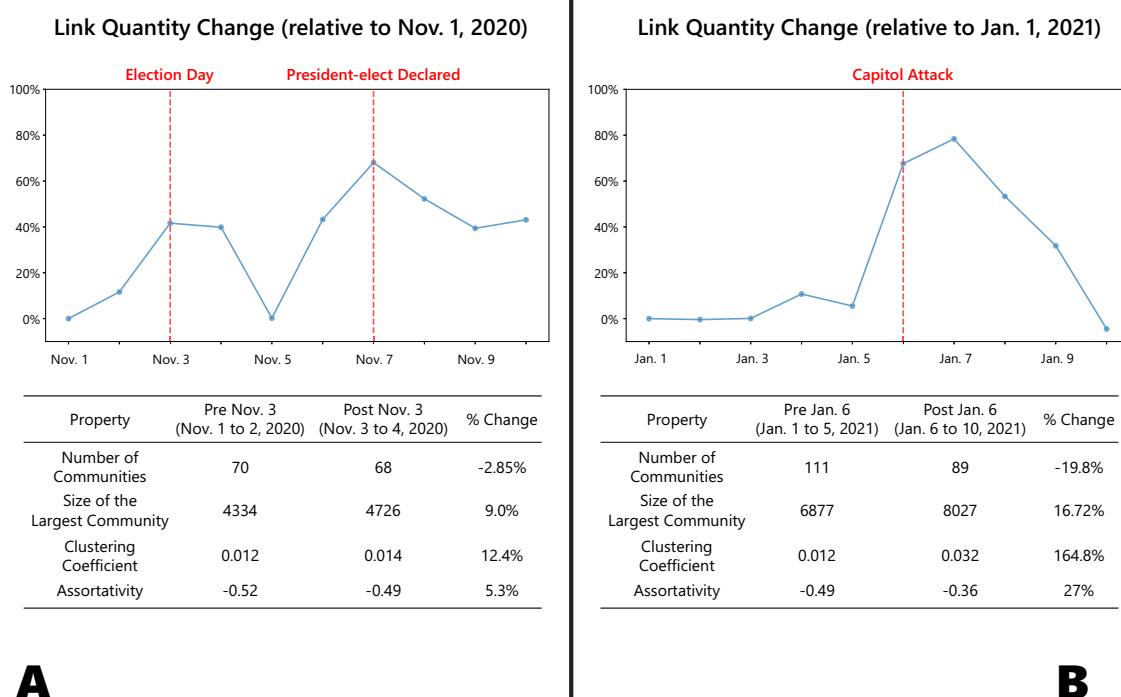 Link Quantity Change (relative to Nov. 1, 2020)
Election Day
President-elect Declared
100%
80%
60%
40%
20%
0%
Nov. 1
Nov. 3
Nov. 5
Nov. 7
Nov. 9
Property
Pre Nov. 3
(Nov. 1 to 2, 2020)
Post Nov. 3
(Nov. 3 to 4, 2020)
% Change
Number of
Communities
70
68
-2.85%
Size of the
Largest Community
4334
4726
9.0%
Clustering
Coefficient
0.012
0.014
12.4%
Assortativity
-0.52
-0.49
5.3%
A
Link Quantity Change (relative to Jan. 1, 2021)
Capitol Attack
100%
80%
60%
40%
20%
0%
Jan. 1
Jan. 3
Jan. 5
Jan. 7
Jan. 9
Property
Pre Jan. 6
(Jan. 1 to 5, 2021)
Post Jan. 6
(Jan. 6 to 10, 2021)
% Change
Number of
Communities
111
89
-19.8%
Size of the
Largest Community
6877
8027
16.72%
Clustering
Coefficient
0.012
0.032
164.8%
Assortativity
-0.49
-0.36
27%
B